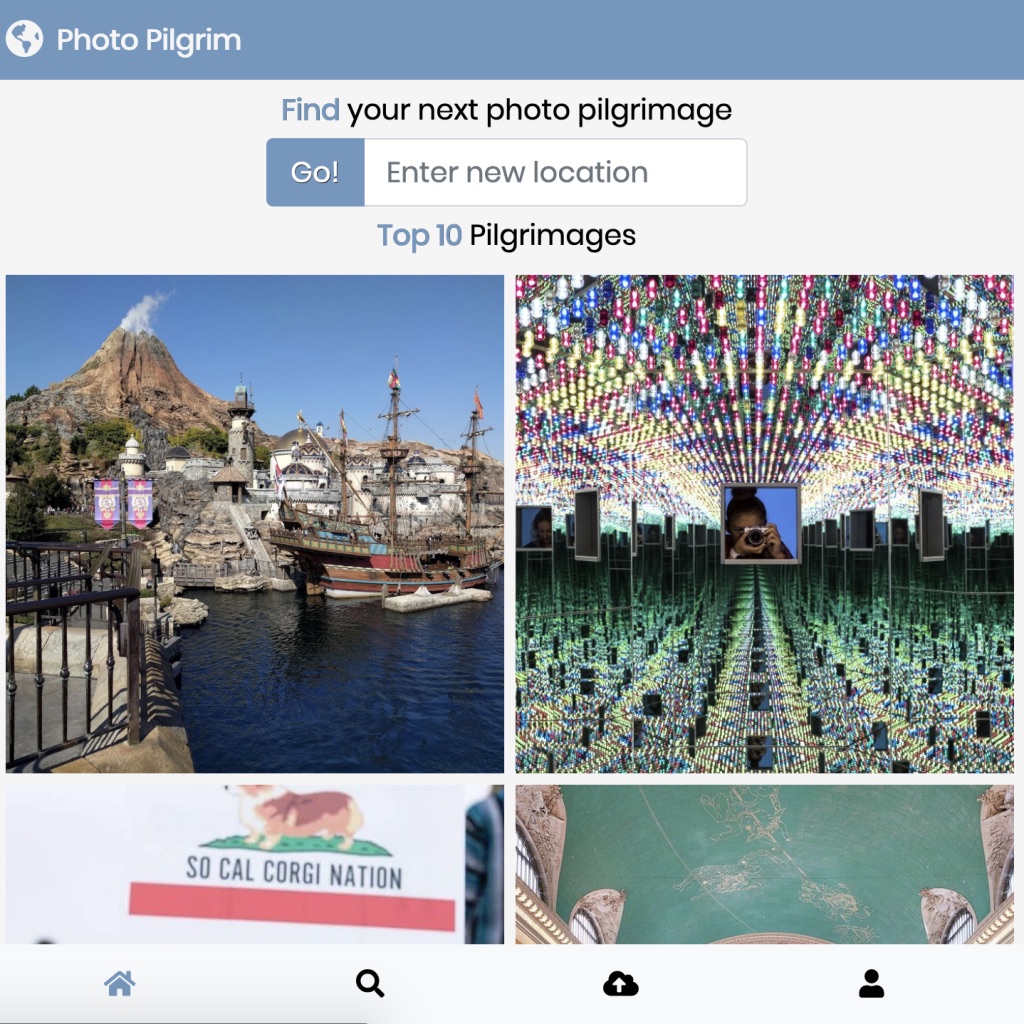 Photo Pilgrim
Find your next photo pilgrimage
Go! Enter new location
Top 10 Pilgrimages
SO CAL CORGI NATION